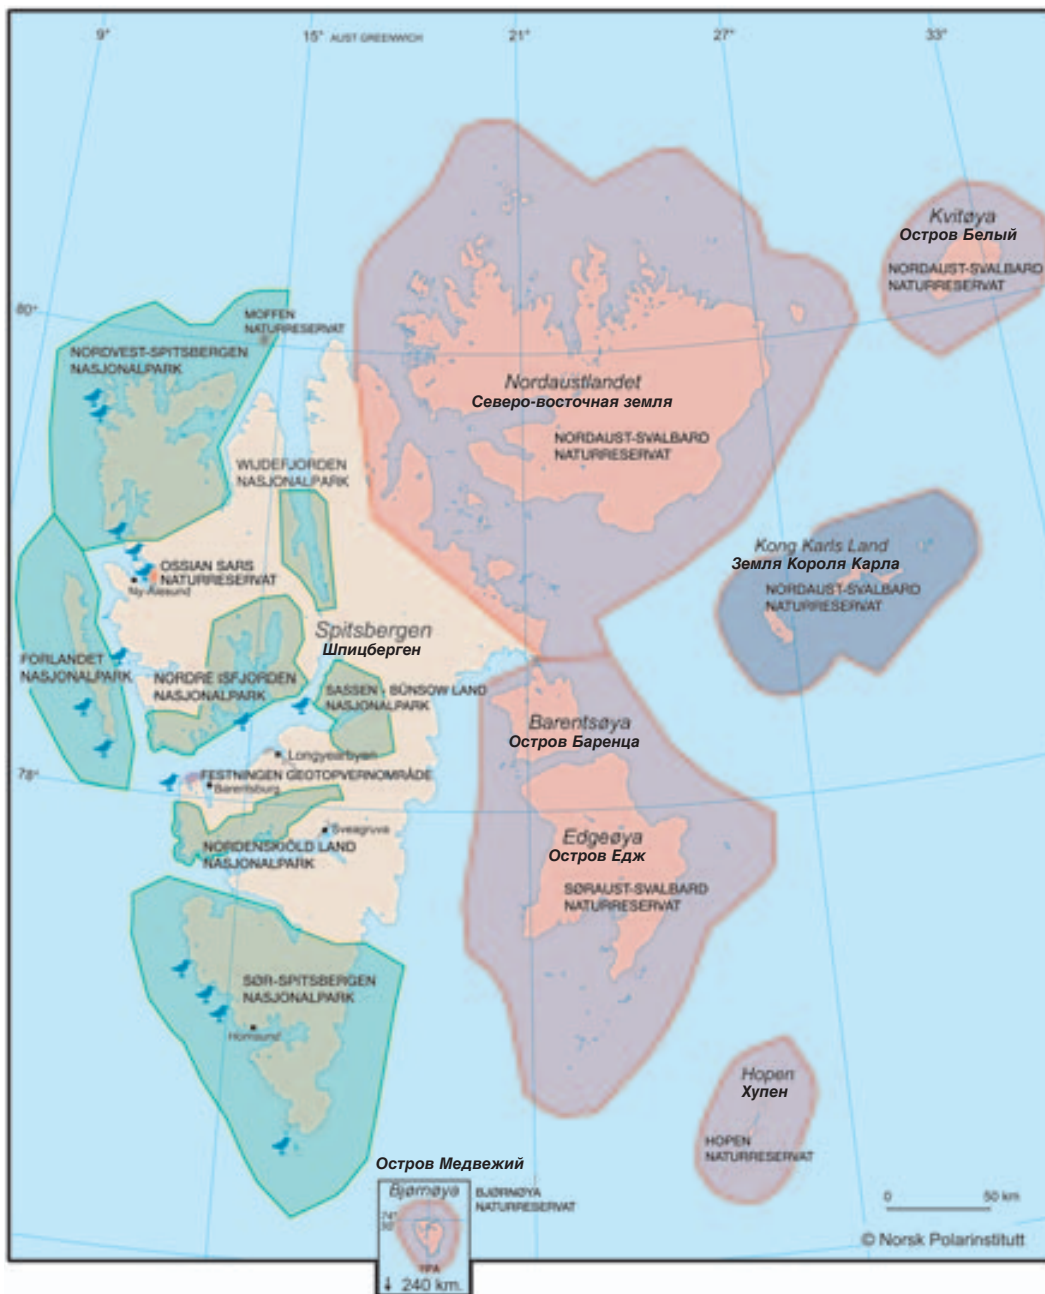 9°
15° AUST GREENWICH
21°
27°
33°
Kvitøya
Остров Белый
NORDAUST-SVALBARD
NATURRESERVAT
80°
MOFFEN
NATURRESERVAT
NORDVEST-SPITSBERGEN
NASJONALPARK
Nordaustlandet
Северо-восточная земля
NORDAUST-SVALBARD
NATURRESERVAT
WIJDEFJORDEN
NASJONALPARK
Kong Karls Land
Земля Короля Карла
NORDAUST-SVALBARD
NATURRESERVAT
OSSIAN SARS
NATURRESERVAT
Ny-Ålesund
Spitsbergen
Шпицберген
FORLANDET
NASJONALPARK
NORDRE ISFJORDEN
NASJONALPARK
SASSEN - BÜNSOW LAND
NASJONALPARK
Barentsøya
Остров Баренца
Longyearbyen
78°
FESTNINGEN GEOTOPVERNOMRÅDE
Barentsburg
Sveagruva
NORDENSKIÖLD LAND
NASJONALPARK
Edgeøya
Остров Едж
SØRAUST-SVALBARD
NATURRESERVAT
SØR-SPITSBERGEN
NASJONALPARK
Hornsund
Hopen
Хупен
HOPEN
NATURRESERVAT
Остров Медвежий
Bjørnøya
BJØRNØYA
NATURRESERVAT
74°
30'
19°A
↓ 240 km.
0 50 km
© Norsk Polarinstitutt